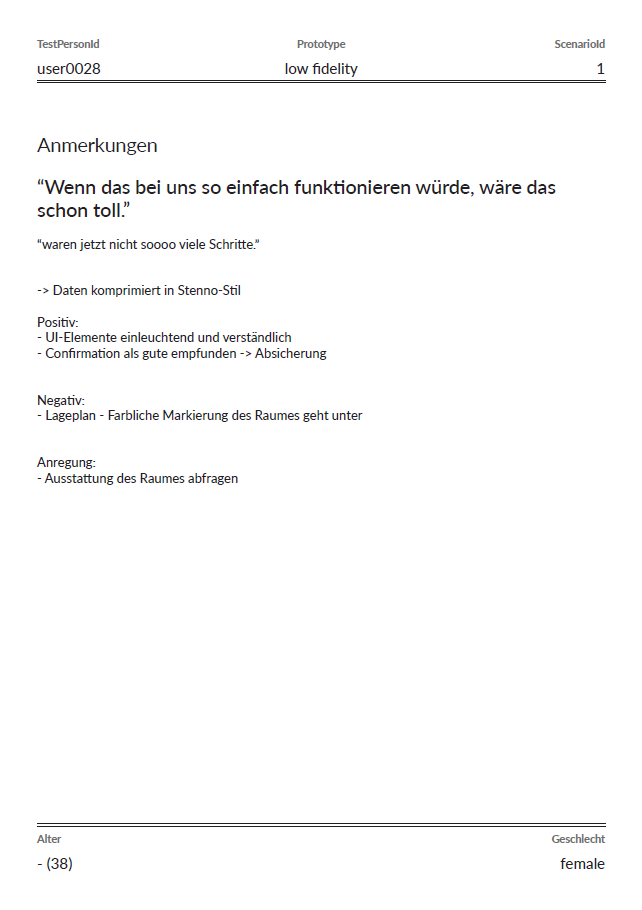 TestPersonId Prototype ScenarioId
user0028 low fidelity 1
Anmerkungen
“Wenn das bei uns so einfach funktionieren würde, wäre das
schon toll.”
“waren jetzt nicht soooo viele Schritte.”
-> Daten komprimiert in Stenno-Stil
Positiv:
- UI-Elemente einleuchtend und verständlich
- Confirmation als gute empfunden -> Absicherung
Negativ:
- Lageplan - Farbliche Markierung des Raumes geht unter
Anregung:
- Ausstattung des Raumes abfragen
Alter Geschlecht
- (38) female